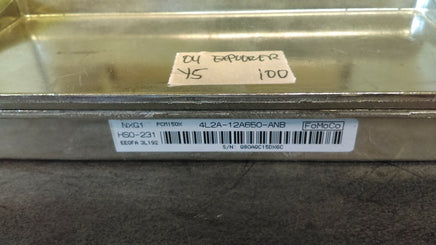 04 EXPLORER
Y5 100
NXG1 PCM150X 4L2A-12A650-ANB FoMoCo
HSO-231
EEOFA 3L192
S/N